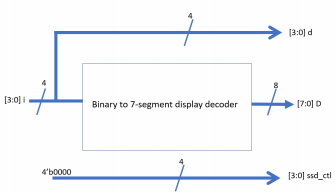 4
[3:0] d
4
8
[3:0] i
Binary to 7-segment display decoder
[7:0] D
4
4'b0000
[3:0] ssd_ctl